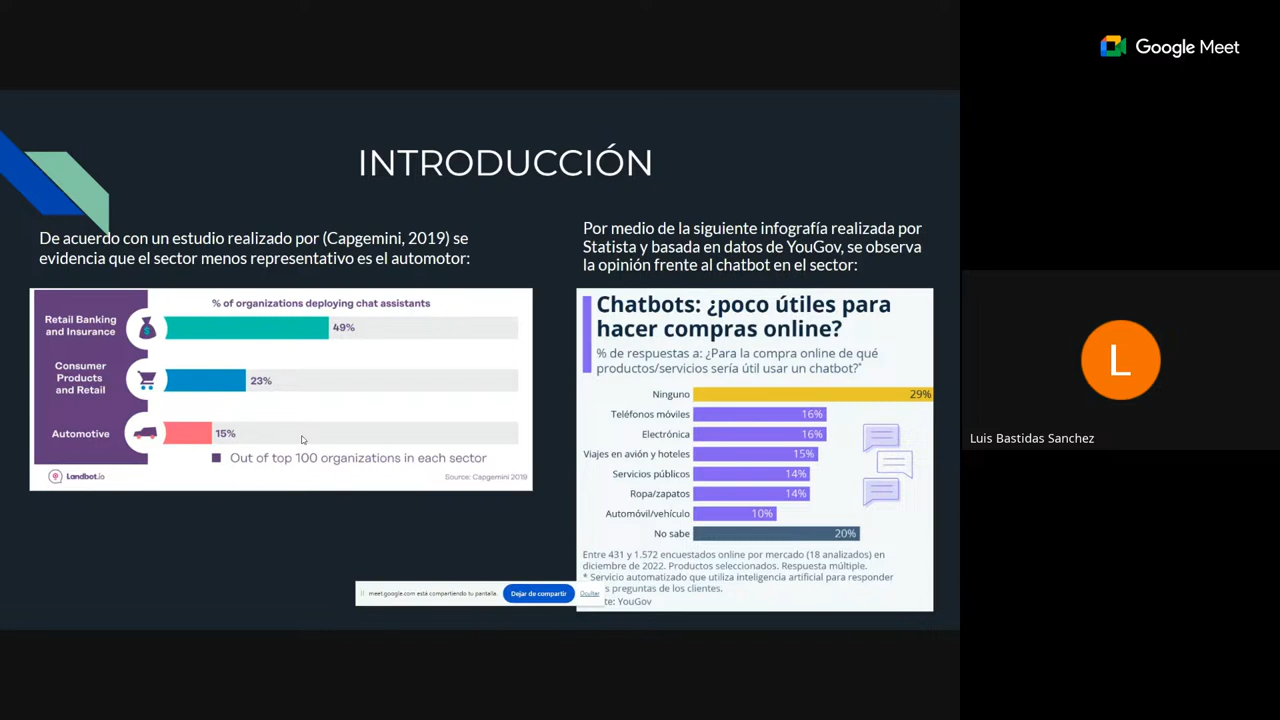 Google Meet
INTRODUCCIÓN
De acuerdo con un estudio realizado por (Capgemini, 2019) se
evidencia que el sector menos representativo es el automotor:
% of organizations deploying chat assistants
Retail Banking
and Insurance
49%
Consumer
Products
and Retail
23%
Automotive
15%
Out of top 100 organizations in each sector
Landbot.io
Source: Capgemini 2019
Por medio de la siguiente infografía realizada por
Statista y basada en datos de YouGov, se observa
la opinión frente al chatbot en el sector:
Chatbots: ¿poco útiles para
hacer compras online?
% de respuestas a: ¿Para la compra online de qué
productos/servicios sería útil usar un chatbot?*
Ninguno 29%
Teléfonos móviles 16%
Electrónica 16%
Viajes en avión y hoteles 15%
Servicios públicos 14%
Ropa/zapatos 14%
Automóvil/vehículo 10%
No sabe 20%
Entre 431 y 1.572 encuestados online por mercado (18 analizados) en
diciembre de 2022. Productos seleccionados. Respuesta múltiple.
* Servicio automatizado que utiliza inteligencia artificial para responder
preguntas de los clientes.
YouGov
meet.google.com está compartiendo tu pantalla.
Dejar de compartir
Ocultar
L
Luis Bastidas Sanchez